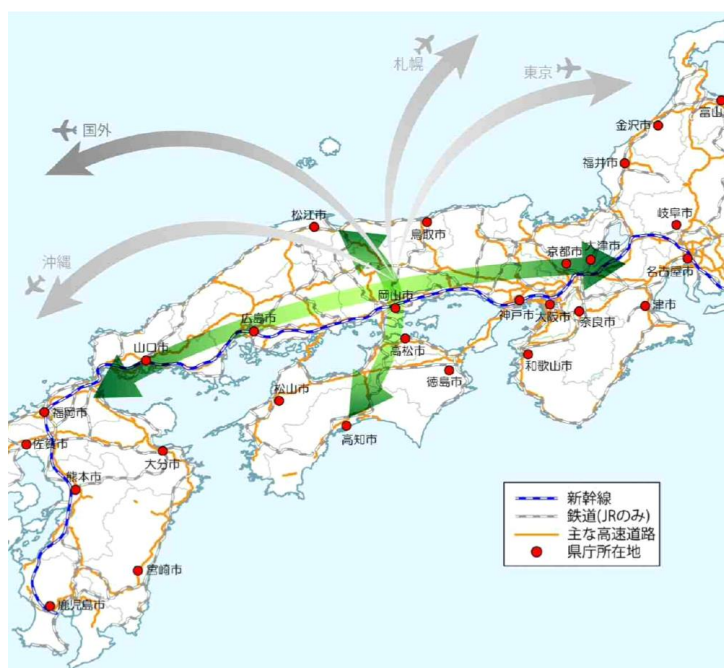 札幌
東京
国外
沖縄
金沢市
富山
福井市
松江市
鳥取市
岐阜市
京都市
大津市
名古屋市
岡山市
広島市
神戸市
大阪市
奈良市
津市
山口市
高松市
和歌山市
徳島市
松山市
福岡市
高知市
佐賀市
大分市
熊本市
宮崎市
鹿児島市
新幹線
鉄道(JRのみ)
主な高速道路
県庁所在地